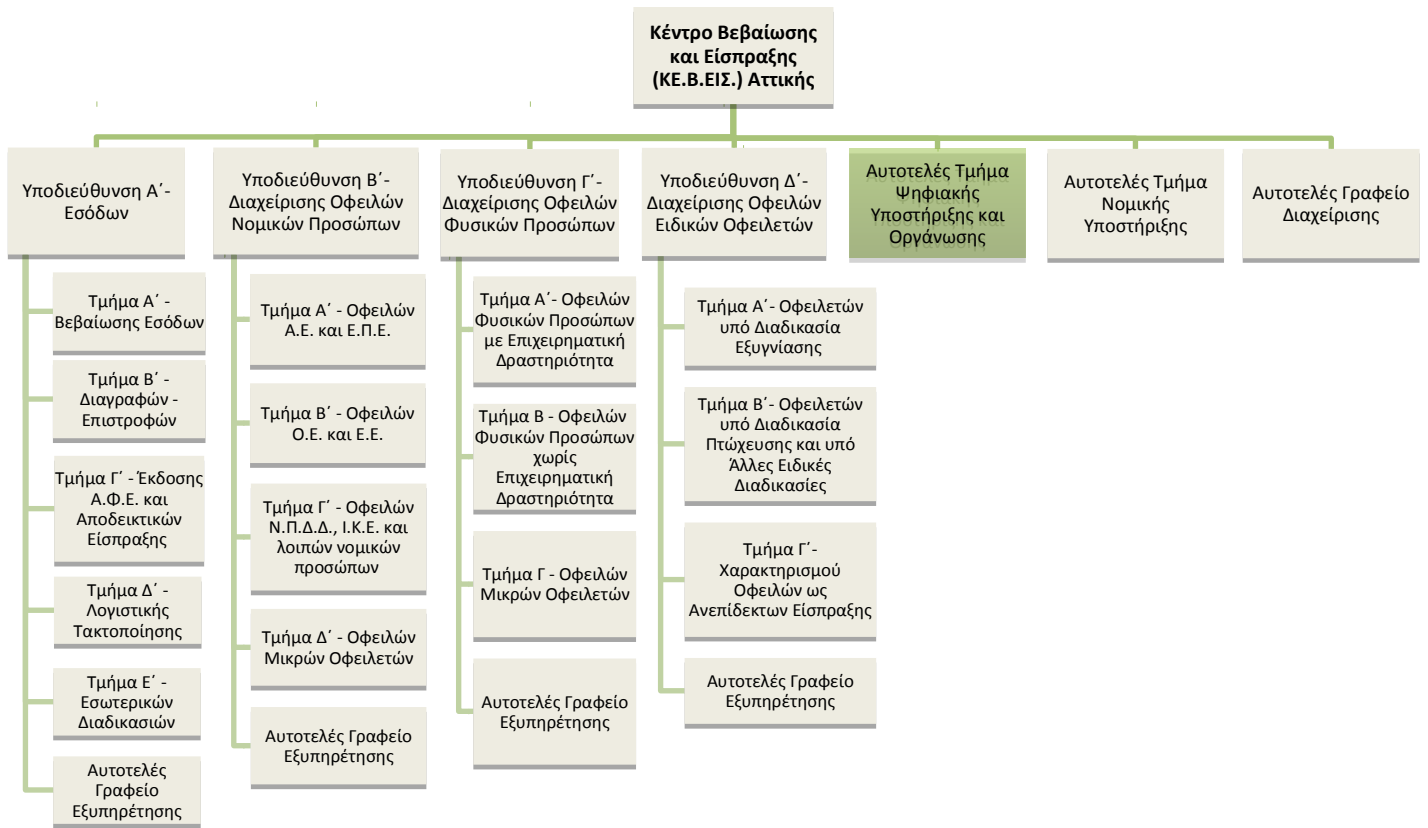 Κέντρο Βεβαίωσης
και Είσπραξης
(ΚΕ.Β.ΕΙΣ.) Αττικής
Υποδιεύθυνση Α΄-
Εσόδων
Τμήμα Α΄ -
Βεβαίωσης Εσόδων
Τμήμα Β΄ -
Διαγραφών -
Επιστροφών
Τμήμα Γ΄ - Έκδοσης
Α.Φ.Ε. και
Αποδεικτικών
Είσπραξης
Τμήμα Δ΄ -
Λογιστικής
Τακτοποίησης
Τμήμα Ε΄ -
Εσωτερικών
Διαδικασιών
Αυτοτελές
Γραφείο
Εξυπηρέτησης
Υποδιεύθυνση Β΄-
Διαχείρισης Οφειλών
Νομικών Προσώπων
Τμήμα Α΄ - Οφειλών
Α.Ε. και Ε.Π.Ε.
Τμήμα Β΄ - Οφειλών
Ο.Ε. και Ε.Ε.
Τμήμα Γ΄ - Οφειλών
Ν.Π.Δ.Δ., Ι.Κ.Ε. και
λοιπών νομικών
προσώπων
Τμήμα Δ΄ - Οφειλών
Μικρών Οφειλετών
Αυτοτελές Γραφείο
Εξυπηρέτησης
Υποδιεύθυνση Γ΄-
Διαχείρισης Οφειλών
Φυσικών Προσώπων
Τμήμα Α΄- Οφειλών
Φυσικών Προσώπων
με Επιχειρηματική
Δραστηριότητα
Τμήμα Β - Οφειλών
Φυσικών Προσώπων
χωρίς
Επιχειρηματική
Δραστηριότητα
Τμήμα Γ - Οφειλών
Μικρών Οφειλετών
Αυτοτελές Γραφείο
Εξυπηρέτησης
Υποδιεύθυνση Δ΄-
Διαχείρισης Οφειλών
Ειδικών Οφειλετών
Τμήμα Α΄- Οφειλετών
υπό Διαδικασία
Εξυγνίασης
Τμήμα Β΄- Οφειλετών
υπό Διαδικασία
Πτώχευσης και υπό
Άλλες Ειδικές
Διαδικασίες
Τμήμα Γ΄-
Χαρακτηρισμού
Οφειλών ως
Ανεπίδεκτων Είσπραξης
Αυτοτελές Γραφείο
Εξυπηρέτησης
Αυτοτελές Τμήμα
Ψηφιακής
Υποστήριξης και
Οργάνωσης
Αυτοτελές Τμήμα
Νομικής
Υποστήριξης
Αυτοτελές Γραφείο
Διαχείρισης